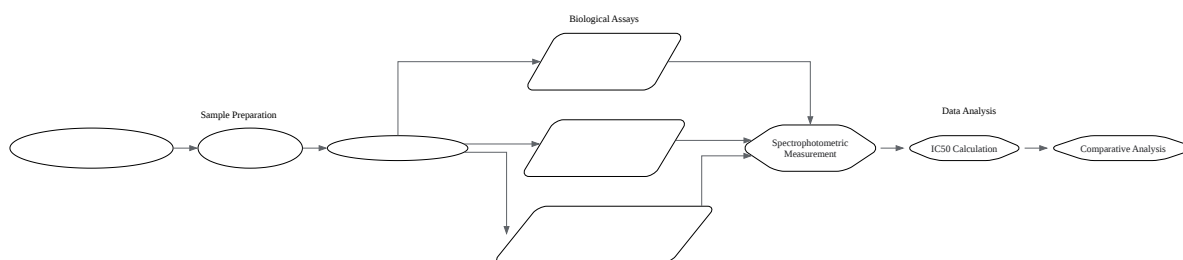 Biological Assays
Sample Preparation
Data Analysis
Spectrophotometric
Measurement
IC50 Calculation
Comparative Analysis